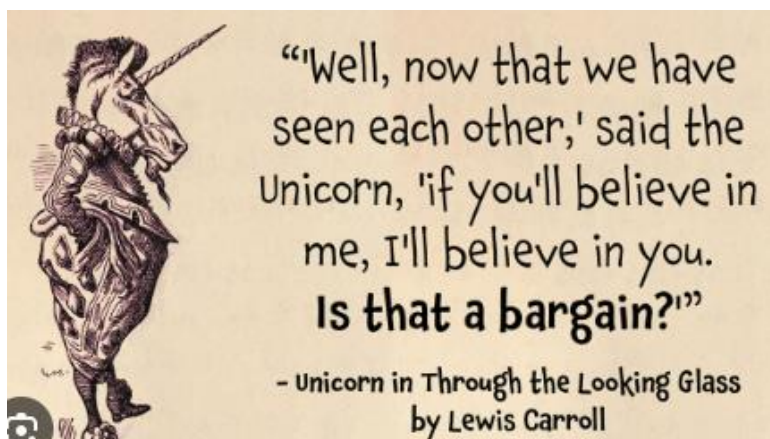 “'Well, now that we have
seen each other,' said the
Unicorn, 'if you'll believe in
me, I'll believe in you.
Is that a bargain?'”
- Unicorn in Through the Looking Glass
by Lewis Carroll